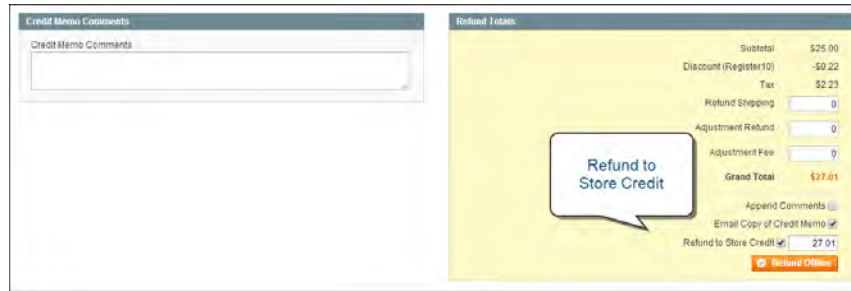 Credit Memo Comments
Credit Memo Comments
Refund Totals
Subtotal $25.00
Discount (Register10) -$0.22
Tax $2.23
Refund Shipping 0
Adjustment Refund 0
Adjustment Fee 0
Grand Total $27.01
Refund to
Store Credit
Append Comments
Email Copy of Credit Memo
Refund to Store Credit 27.01
Refund Offline